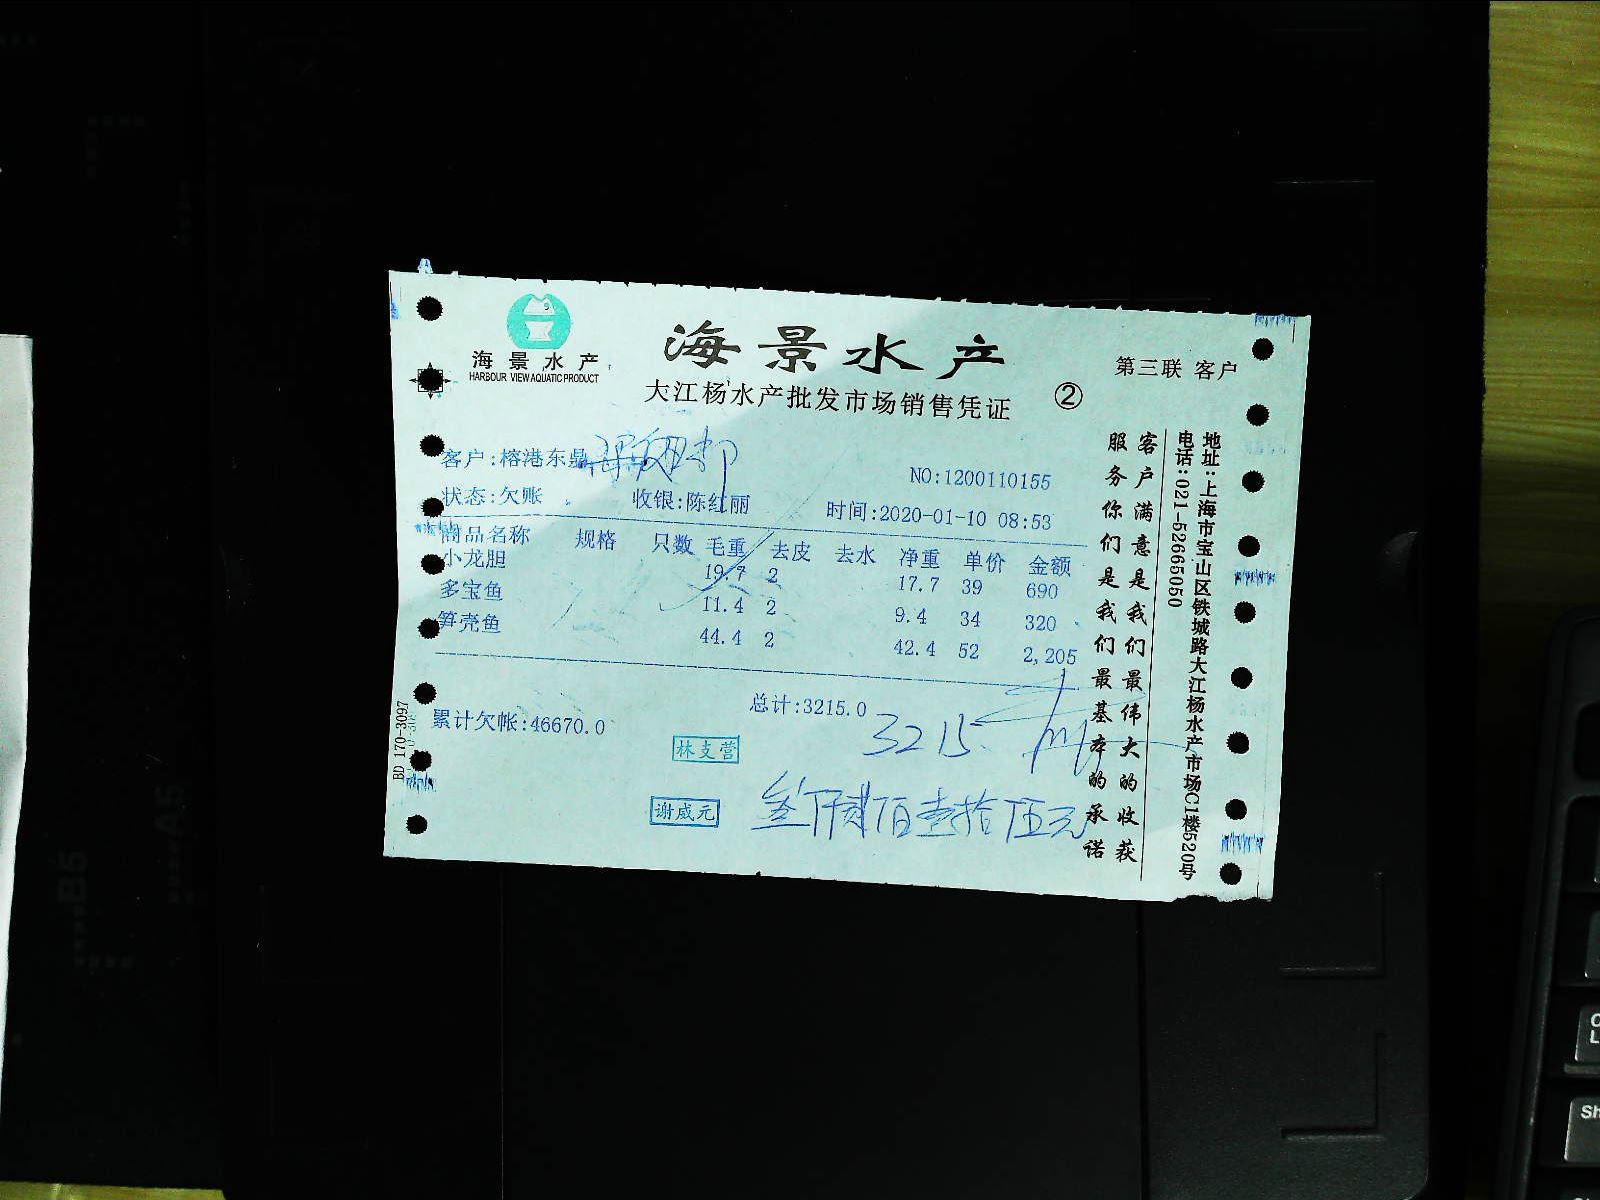 海景水产
HARBOUR VIEW AQUATIC PRODUCT
海景水产
大江杨水产批发市场销售凭证
②
第三联 客户
客户:榕港东鼎
NO:1200110155
状态:欠账 收银:陈红丽 时间:2020-01-10 08:53
商品名称 规格 只数 毛重 去皮 去水 净重 单价 金额
小龙胆 19.7 2 17.7 39 690
多宝鱼 11.4 2 9.4 34 320
笋壳鱼 44.4 2 42.4 52 2,205
累计欠帐:46670.0 总计:3215.0
3215
林支营
谢威元
叁仟贰佰壹拾伍元
BD 170-3097
客户满意是我们最伟大的收获
服务你们是我们最基本的承诺
地址:上海市宝山区铁城路大江杨水产市场C1楼520号
电话:021-52665050
B5
A5